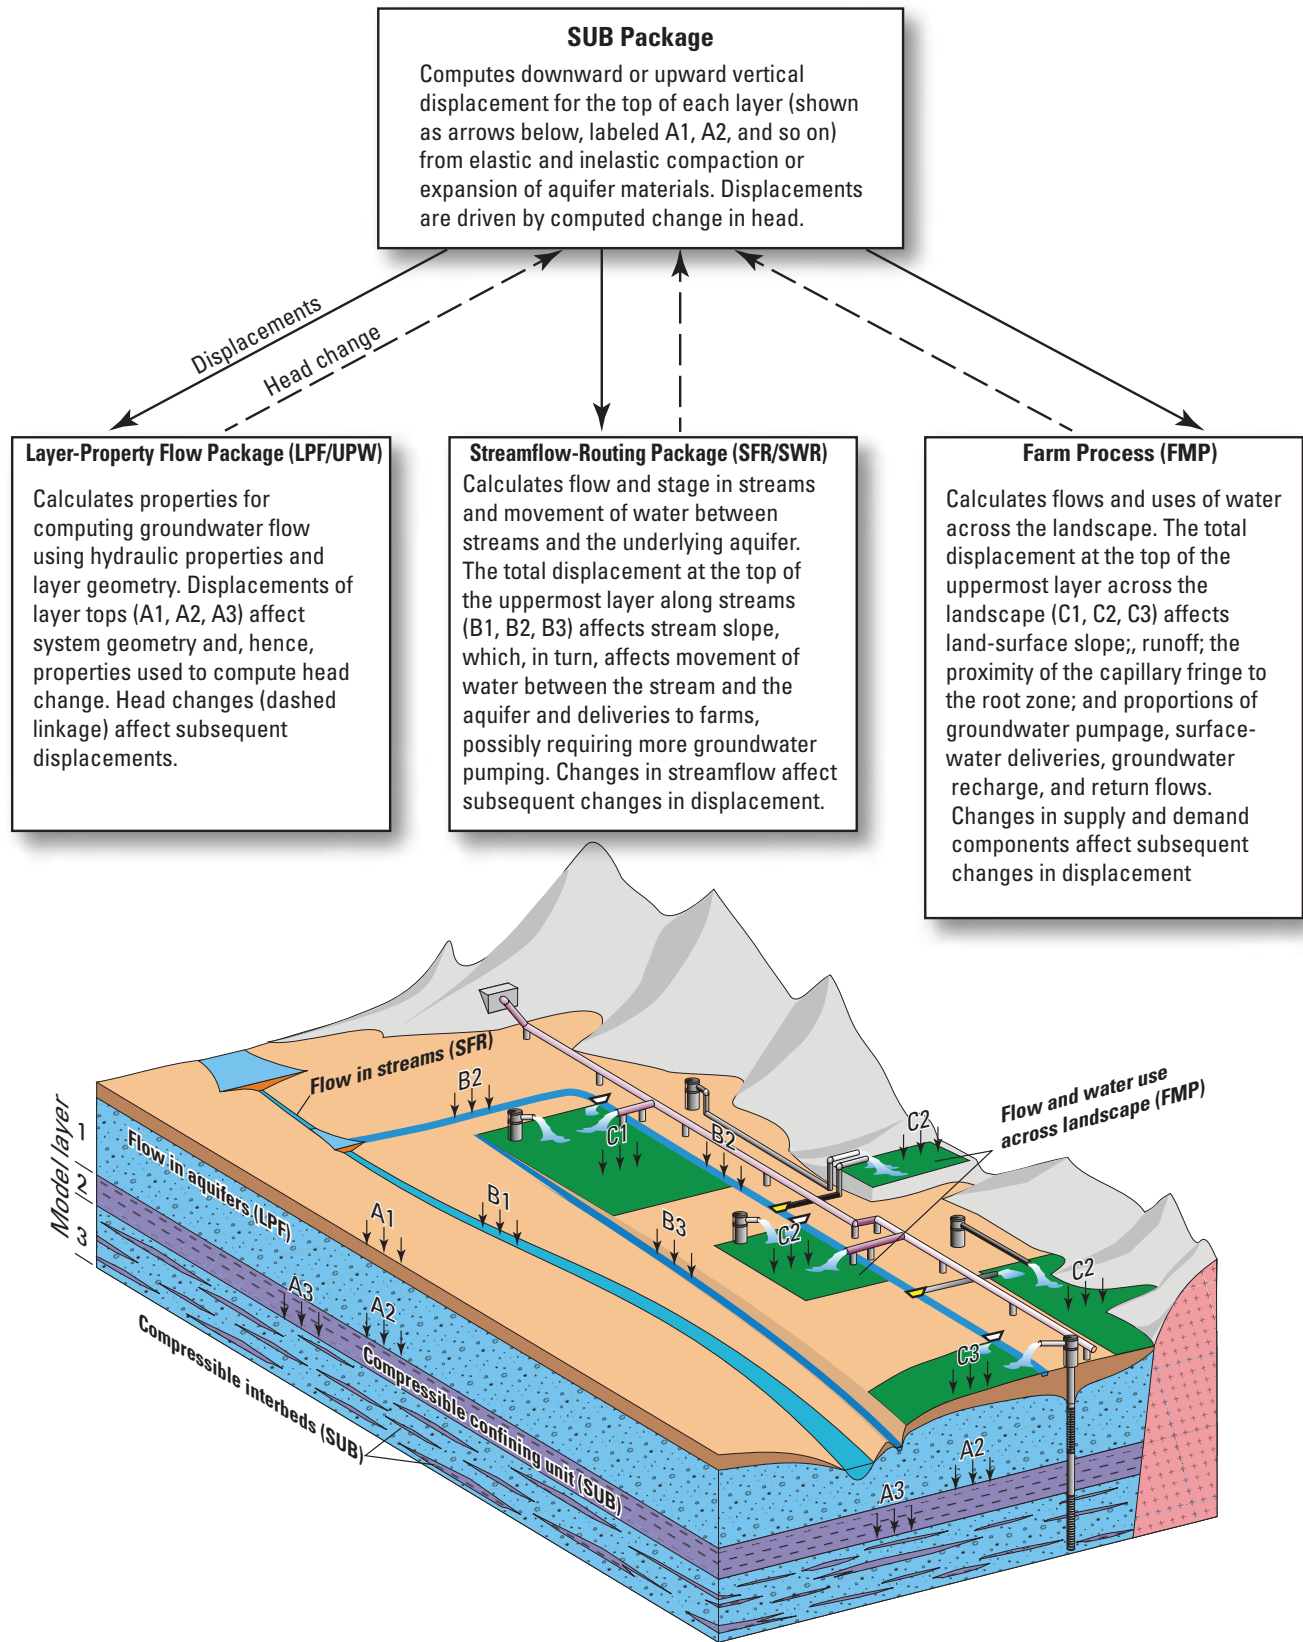 SUB Package
Computes downward or upward vertical
displacement for the top of each layer (shown
as arrows below, labeled A1, A2, and so on)
from elastic and inelastic compaction or
expansion of aquifer materials. Displacements
are driven by computed change in head.
Displacements
Head change
Layer-Property Flow Package (LPF/UPW)
Calculates properties for
computing groundwater flow
using hydraulic properties and
layer geometry. Displacements of
layer tops (A1, A2, A3) affect
system geometry and, hence,
properties used to compute head
change. Head changes (dashed
linkage) affect subsequent
displacements.
Streamflow-Routing Package (SFR/SWR)
Calculates flow and stage in streams
and movement of water between
streams and the underlying aquifer.
The total displacement at the top of
the uppermost layer along streams
(B1, B2, B3) affects stream slope,
which, in turn, affects movement of
water between the stream and the
aquifer and deliveries to farms,
possibly requiring more groundwater
pumping. Changes in streamflow affect
subsequent changes in displacement.
Farm Process (FMP)
Calculates flows and uses of water
across the landscape. The total
displacement at the top of the
uppermost layer across the
landscape (C1, C2, C3) affects
land-surface slope;, runoff; the
proximity of the capillary fringe to
the root zone; and proportions of
groundwater pumpage, surface-
water deliveries, groundwater
recharge, and return flows.
Changes in supply and demand
components affect subsequent
changes in displacement
Flow in streams (SFR)
B2
Flow and water use
across landscape (FMP)
C1
B2
C2
Model layer
1
2
3
Flow in aquifers (LPF)
A1
B1
B3
C2
C2
A3
A2
C3
Compressible interbeds (SUB)
Compressible confining unit (SUB)
A2
A3